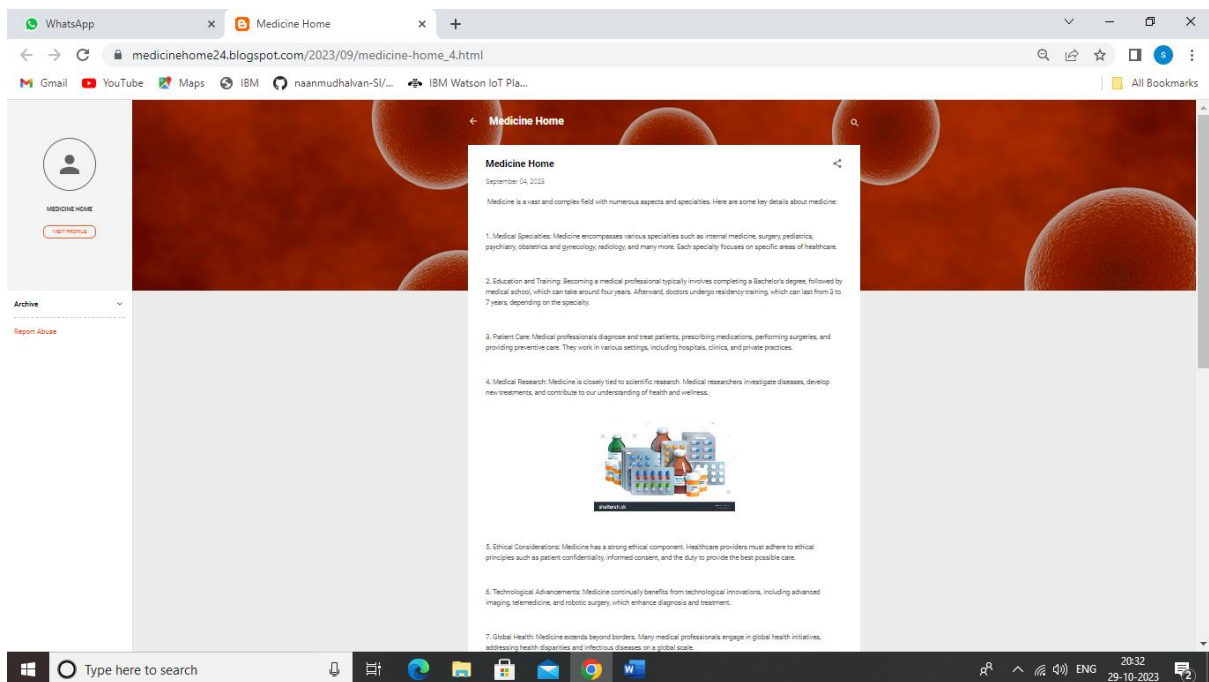 WhatsApp
Medicine Home
medicinehome24.blogspot.com/2023/09/medicine-home_4.html
S
Gmail
YouTube
Maps
IBM
naanmudhalvan-SI/...
IBM Watson IoT Pla...
All Bookmarks
MEDICINE HOME
VISIT PROFILE
Archive
Report Abuse
Medicine Home
Medicine Home
September 04, 2023
Medicine is a vast and complex field with numerous aspects and specialties. Here are some key details about medicine:
1. Medical Specialties: Medicine encompasses various specialties such as internal medicine, surgery, pediatrics,
psychiatry, obstetrics and gynecology, radiology, and many more. Each specialty focuses on specific areas of healthcare.
2. Education and Training: Becoming a medical professional typically involves completing a Bachelor's degree, followed by
medical school, which can take around four years. Afterward, doctors undergo residency training, which can last from 3 to
7 years, depending on the specialty.
3. Patient Care: Medical professionals diagnose and treat patients, prescribing medications, performing surgeries, and
providing preventive care. They work in various settings, including hospitals, clinics, and private practices.
4. Medical Research: Medicine is closely tied to scientific research. Medical researchers investigate diseases, develop
new treatments, and contribute to our understanding of health and wellness.
shutterstock
5. Ethical Considerations: Medicine has a strong ethical component. Healthcare providers must adhere to ethical
principles such as patient confidentiality, informed consent, and the duty to provide the best possible care.
6. Technological Advancements: Medicine continually benefits from technological innovations, including advanced
imaging, telemedicine, and robotic surgery, which enhance diagnosis and treatment.
7. Global Health: Medicine extends beyond borders. Many medical professionals engage in global health initiatives,
addressing health disparities and infectious diseases on a global scale.
Type here to search
ENG
20:32
29-10-2023
2